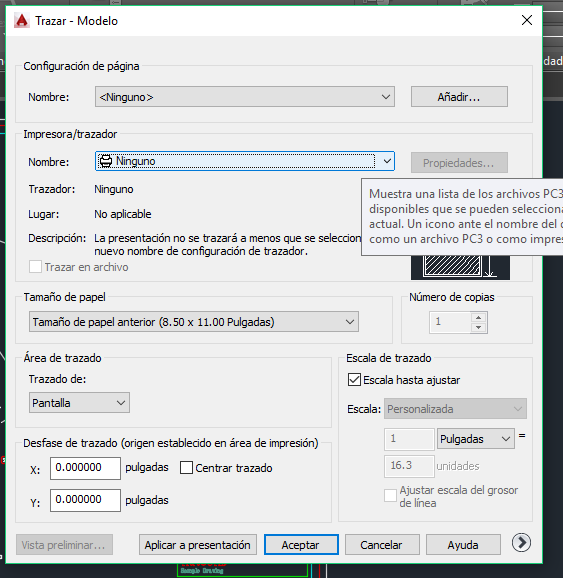 Trazar - Modelo
Configuración de página
Nombre: <Ninguno> Añadir...
Impresora/trazador
Nombre: Ninguno Propiedades...
Trazador: Ninguno
Lugar: No aplicable
Descripción: La presentación no se trazará a menos que se seleccion
nuevo nombre de configuración de trazador.
Trazar en archivo
Muestra una lista de los archivos PC3
disponibles que se pueden selecciona
actual. Un icono ante el nombre del
como un archivo PC3 o como impre
Tamaño de papel
Tamaño de papel anterior (8.50 x 11.00 Pulgadas)
Número de copias
1
Área de trazado
Trazado de:
Pantalla
Escala de trazado
Escala hasta ajustar
Escala: Personalizada
1 Pulgadas =
16.3 unidades
Ajustar escala del grosor
de línea
Desfase de trazado (origen establecido en área de impresión)
X: 0.000000 pulgadas Centrar trazado
Y: 0.000000 pulgadas
Vista preliminar... Aplicar a presentación Aceptar Cancelar Ayuda
dad
Sample Drawing